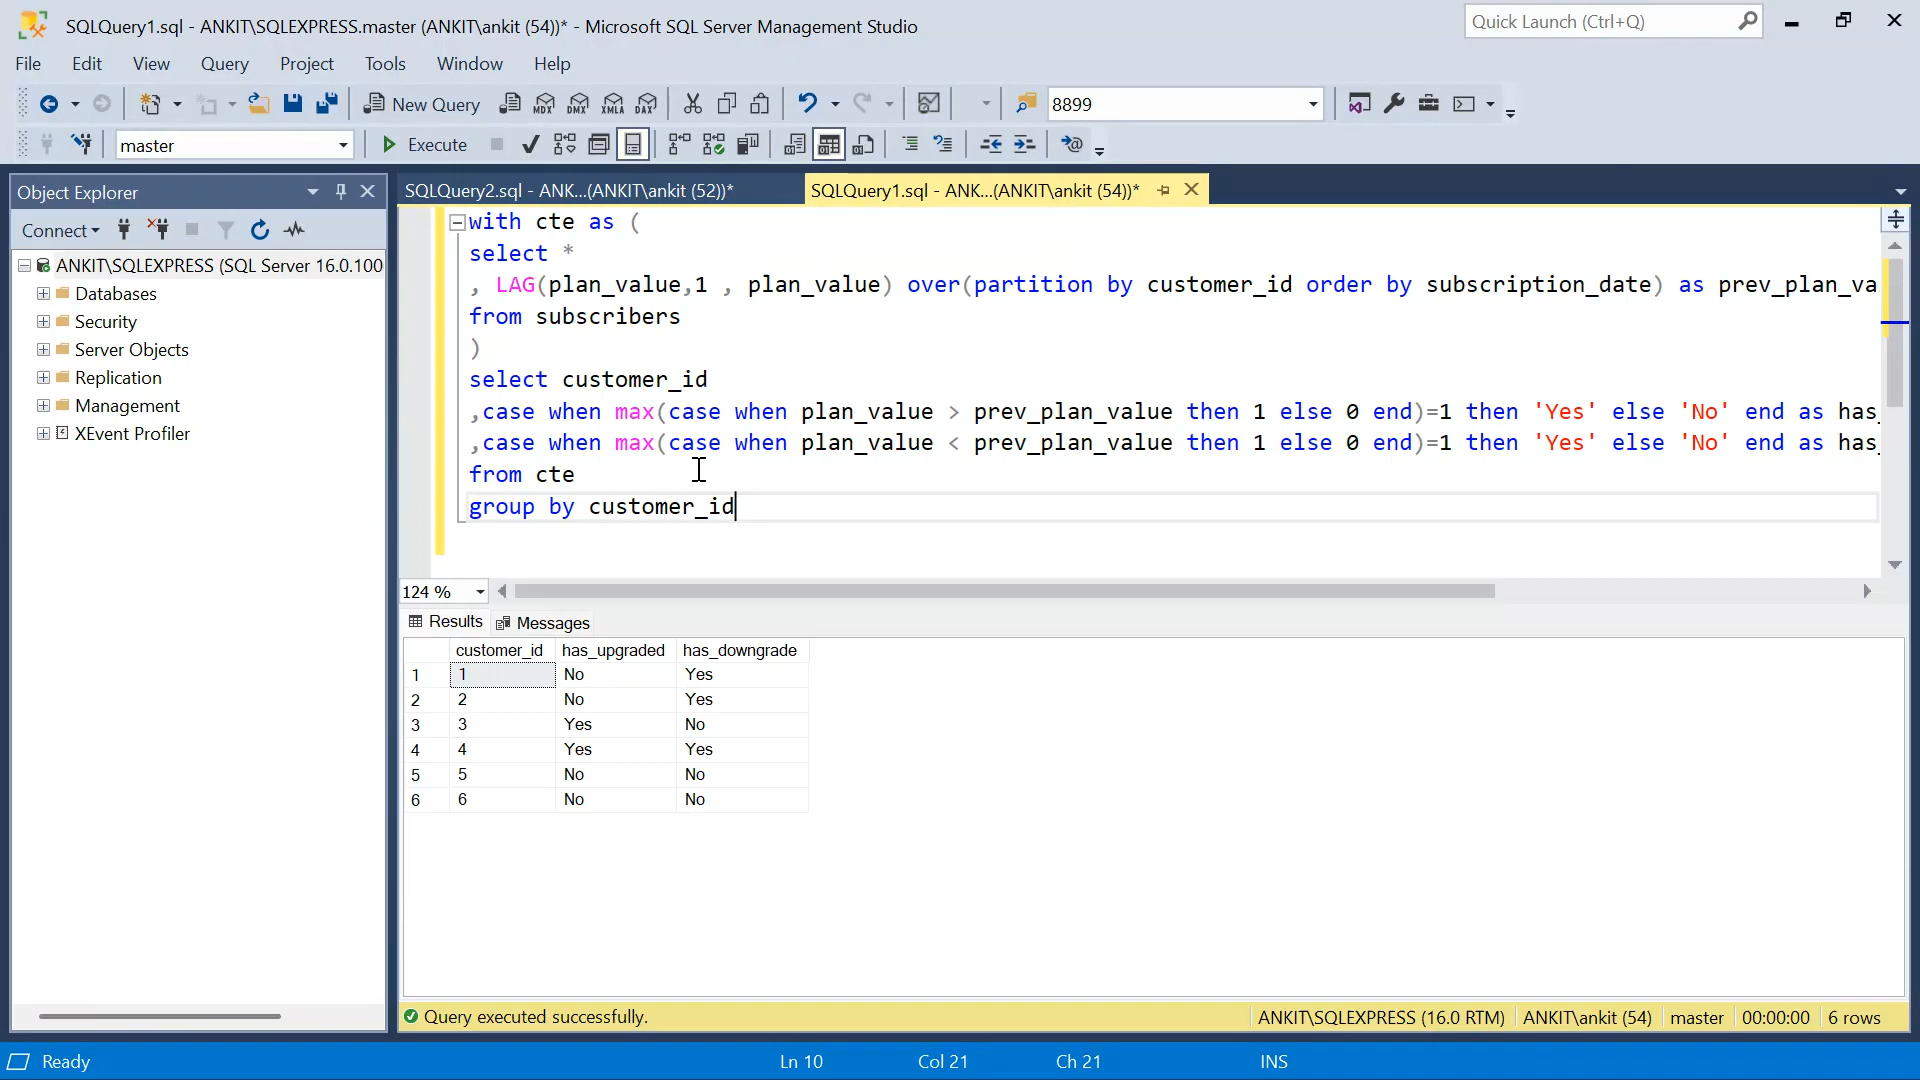 SQLQuery1.sql - ANKIT\SQLEXPRESS.master (ANKIT\ankit (54))* - Microsoft SQL Server Management Studio
Quick Launch (Ctrl+Q)
File Edit View Query Project Tools Window Help
New Query MDX DMX XMLA DAX 8899
master Execute
Object Explorer
SQLQuery2.sql - ANK...(ANKIT\ankit (52))* SQLQuery1.sql - ANK...(ANKIT\ankit (54))*
Connect
ANKIT\SQLEXPRESS (SQL Server 16.0.100
Databases
Security
Server Objects
Replication
Management
XEvent Profiler
with cte as (
select *
, LAG(plan_value,1 , plan_value) over(partition by customer_id order by subscription_date) as prev_plan_va
from subscribers
)
select customer_id
,case when max(case when plan_value > prev_plan_value then 1 else 0 end)=1 then 'Yes' else 'No' end as has_
,case when max(case when plan_value < prev_plan_value then 1 else 0 end)=1 then 'Yes' else 'No' end as has_
from cte
group by customer_id
124 %
Results Messages
customer_id has_upgraded has_downgrade
1 1 No Yes
2 2 No Yes
3 3 Yes No
4 4 Yes Yes
5 5 No No
6 6 No No
Query executed successfully. ANKIT\SQLEXPRESS (16.0 RTM) ANKIT\ankit (54) master 00:00:00 6 rows
Ready Ln 10 Col 21 Ch 21 INS